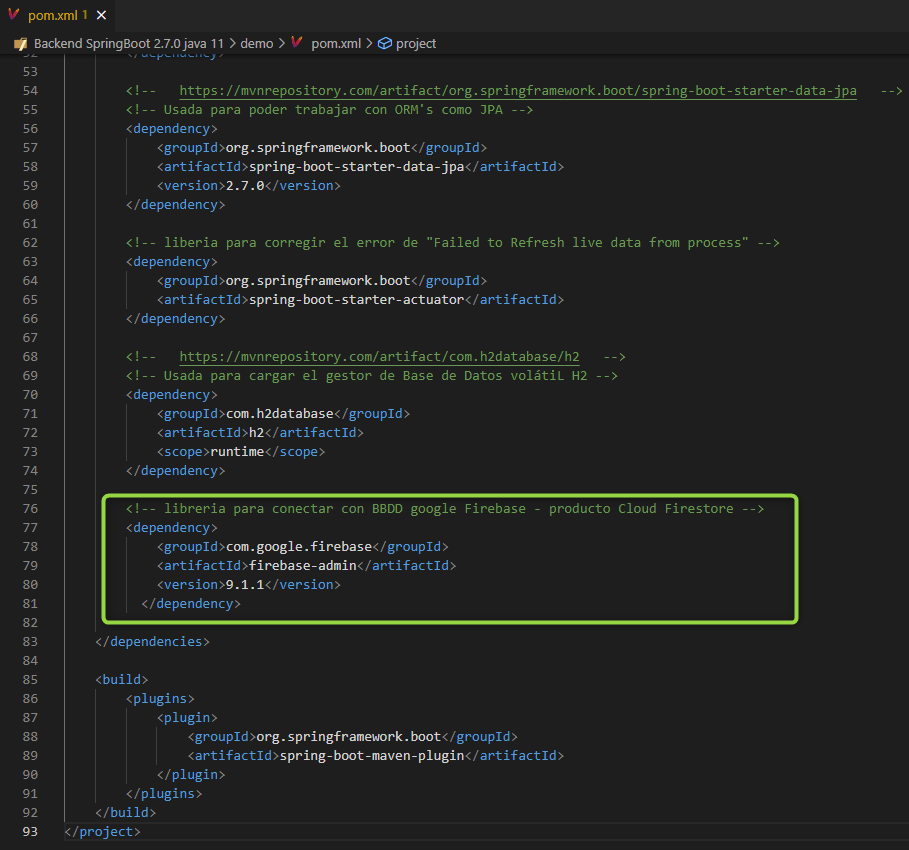 pom.xml 1 ×
Backend SpringBoot 2.7.0 java 11 > demo > pom.xml > project
52 </dependency>
53
54 <!-- https://mvnrepository.com/artifact/org.springframework.boot/spring-boot-starter-data-jpa -->
55 <!-- Usada para poder trabajar con ORM's como JPA -->
56 <dependency>
57 <groupId>org.springframework.boot</groupId>
58 <artifactId>spring-boot-starter-data-jpa</artifactId>
59 <version>2.7.0</version>
60 </dependency>
61
62 <!-- liberia para corregir el error de "Failed to Refresh live data from process" -->
63 <dependency>
64 <groupId>org.springframework.boot</groupId>
65 <artifactId>spring-boot-starter-actuator</artifactId>
66 </dependency>
67
68 <!-- https://mvnrepository.com/artifact/com.h2database/h2 -->
69 <!-- Usada para cargar el gestor de Base de Datos volátiL H2 -->
70 <dependency>
71 <groupId>com.h2database</groupId>
72 <artifactId>h2</artifactId>
73 <scope>runtime</scope>
74 </dependency>
75
76 <!-- libreria para conectar con BBDD google Firebase - producto Cloud Firestore -->
77 <dependency>
78 <groupId>com.google.firebase</groupId>
79 <artifactId>firebase-admin</artifactId>
80 <version>9.1.1</version>
81 </dependency>
82
83 </dependencies>
84
85 <build>
86 <plugins>
87 <plugin>
88 <groupId>org.springframework.boot</groupId>
89 <artifactId>spring-boot-maven-plugin</artifactId>
90 </plugin>
91 </plugins>
92 </build>
93 </project>